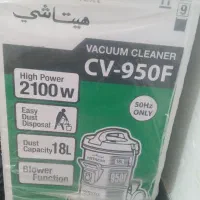 هيتاشي
VACUUM CLEANER
CV-950F
High Power
2100 W
50Hz
ONLY
Easy
Dust
Disposal
Dust
Capacity 18L
Blower
Function